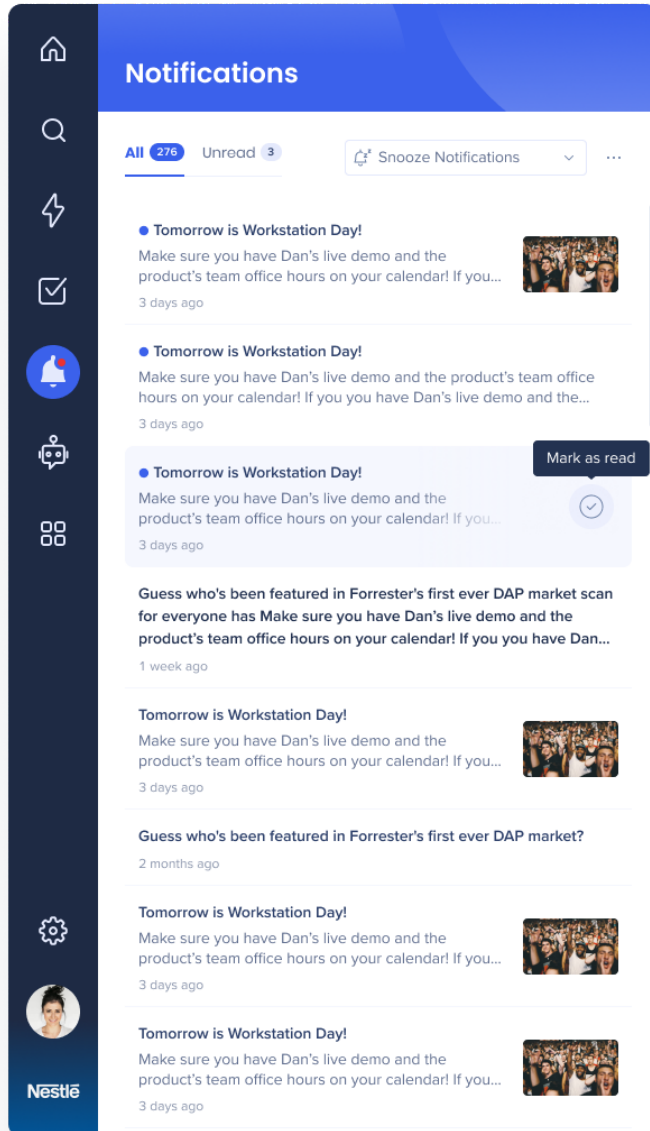 Notifications
All 276 Unread 3 Snooze Notifications
Tomorrow is Workstation Day!
Make sure you have Dan’s live demo and the
product’s team office hours on your calendar! If you...
3 days ago
Tomorrow is Workstation Day!
Make sure you have Dan’s live demo and the product’s team office
hours on your calendar! If you you have Dan’s live demo and the...
3 days ago
Mark as read
Tomorrow is Workstation Day!
Make sure you have Dan’s live demo and the
product’s team office hours on your calendar! If you...
3 days ago
Guess who's been featured in Forrester's first ever DAP market scan
for everyone has Make sure you have Dan’s live demo and the
product’s team office hours on your calendar! If you you have Dan...
1 week ago
Tomorrow is Workstation Day!
Make sure you have Dan’s live demo and the
product’s team office hours on your calendar! If you...
3 days ago
Guess who's been featured in Forrester’s first ever DAP market?
2 months ago
Tomorrow is Workstation Day!
Make sure you have Dan’s live demo and the
product’s team office hours on your calendar! If you...
3 days ago
Tomorrow is Workstation Day!
Make sure you have Dan’s live demo and the
product’s team office hours on your calendar! If you...
3 days ago
Nestlé